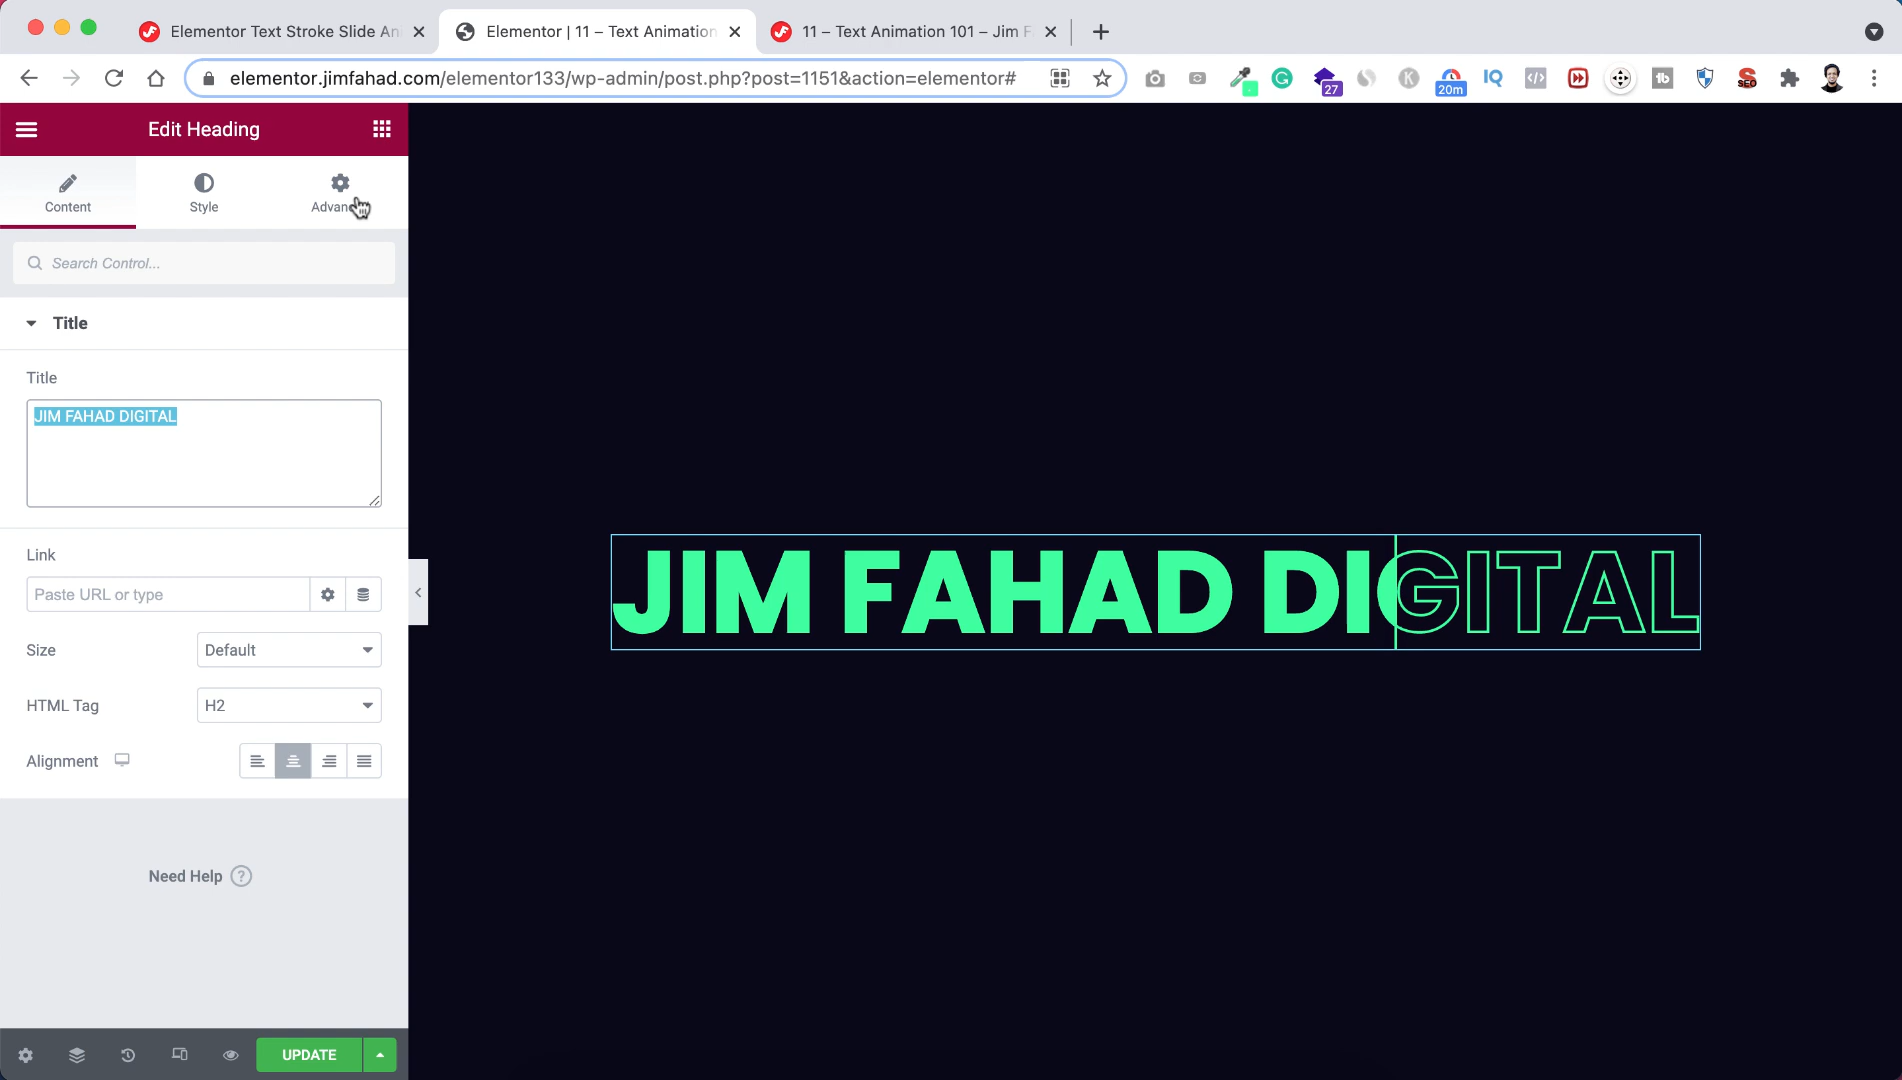 Elementor Text Stroke Slide An
Elementor | 11 – Text Animation
11 – Text Animation 101 – Jim F
elementor.jimfahad.com/elementor133/wp-admin/post.php?post=1151&action=elementor#
27
20m
IQ
SEO
Edit Heading
Content
Style
Advan
Search Control...
Title
Title
JIM FAHAD DIGITAL
Link
Paste URL or type
Size
Default
HTML Tag
H2
Alignment
Need Help ?
UPDATE
JIM FAHAD DIGITAL